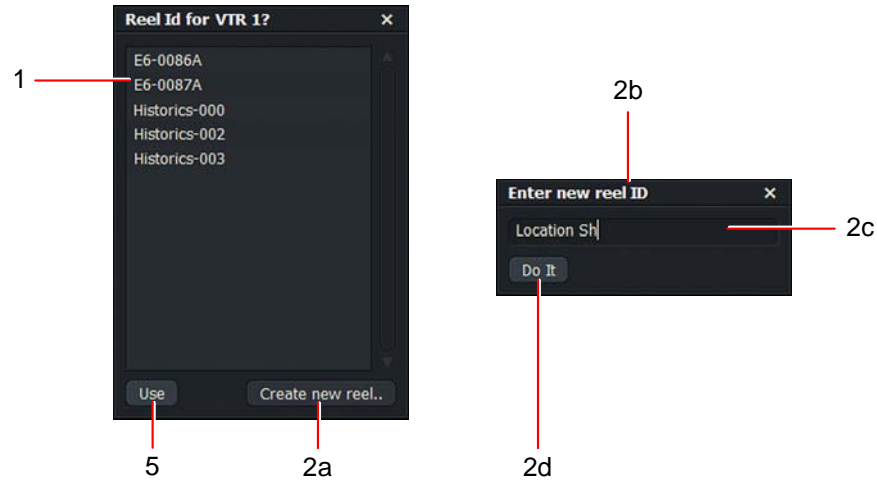 Reel Id for VTR 1?
E6-0086A
1
E6-0087A
Historics-000
Historics-002
Historics-003
Use
Create new reel..
5
2a
2b
Enter new reel ID
Location Sh
2c
Do It
2d